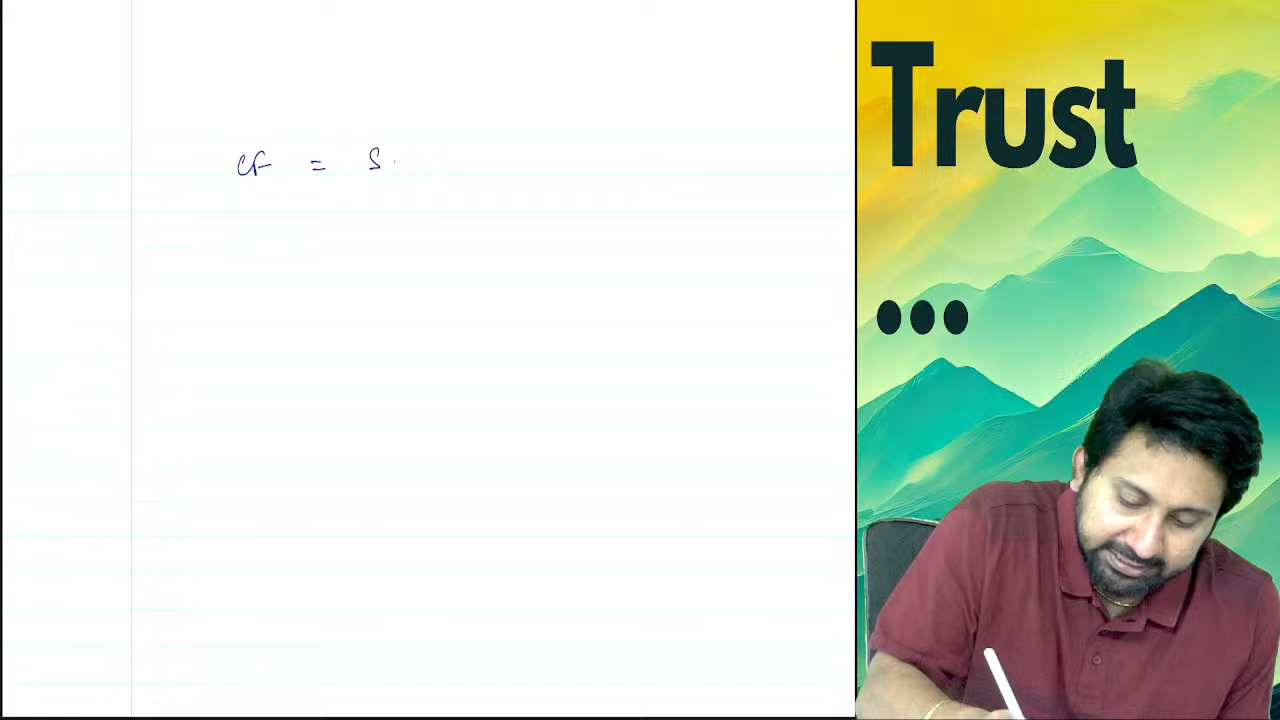 CF = S.
Trust
...